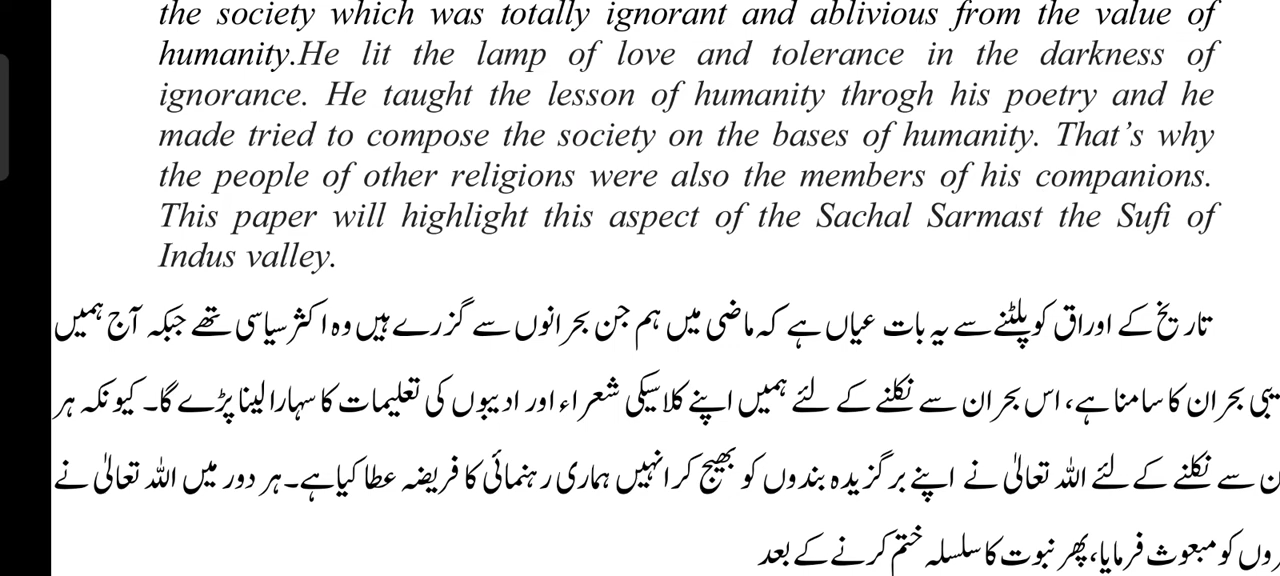 the society which was totally ignorant and ablivious from the value of
humanity.He lit the lamp of love and tolerance in the darkness of
ignorance. He taught the lesson of humanity throgh his poetry and he
made tried to compose the society on the bases of humanity. That’s why
the people of other religions were also the members of his companions.
This paper will highlight this aspect of the Sachal Sarmast the Sufi of
Indus valley.
تاریخ کے اوراق کو پلٹنے سے یہ بات عیاں ہے کہ ماضی میں ہم جن بحرانوں سے گزرے ہیں وہ اکثر سیاسی تھے جبکہ آج ہمیں
بحران کا سامنا ہے، اس بحران سے نکلنے کے لئے ہمیں اپنے کلاسیکی شعراء اور ادیبوں کی تعلیمات کا سہارا لینا پڑے گا۔ کیونکہ ہر
سے نکلنے کے لئے اللہ تعالیٰ نے اپنے برگزیدہ بندوں کو بھیج کر انہیں ہماری رہنمائی کا فریضہ عطا کیا ہے۔ ہر دور میں اللہ تعالیٰ نے
کو مبعوث فرمایا، پھر نبوت کا سلسلہ ختم کرنے کے بعد